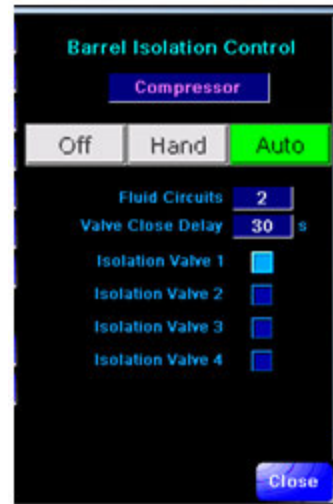 Barrel Isolation Control
Compressor
Off Hand Auto
Fluid Circuits 2
Valve Close Delay 30 s
Isolation Valve 1
Isolation Valve 2
Isolation Valve 3
Isolation Valve 4
Close